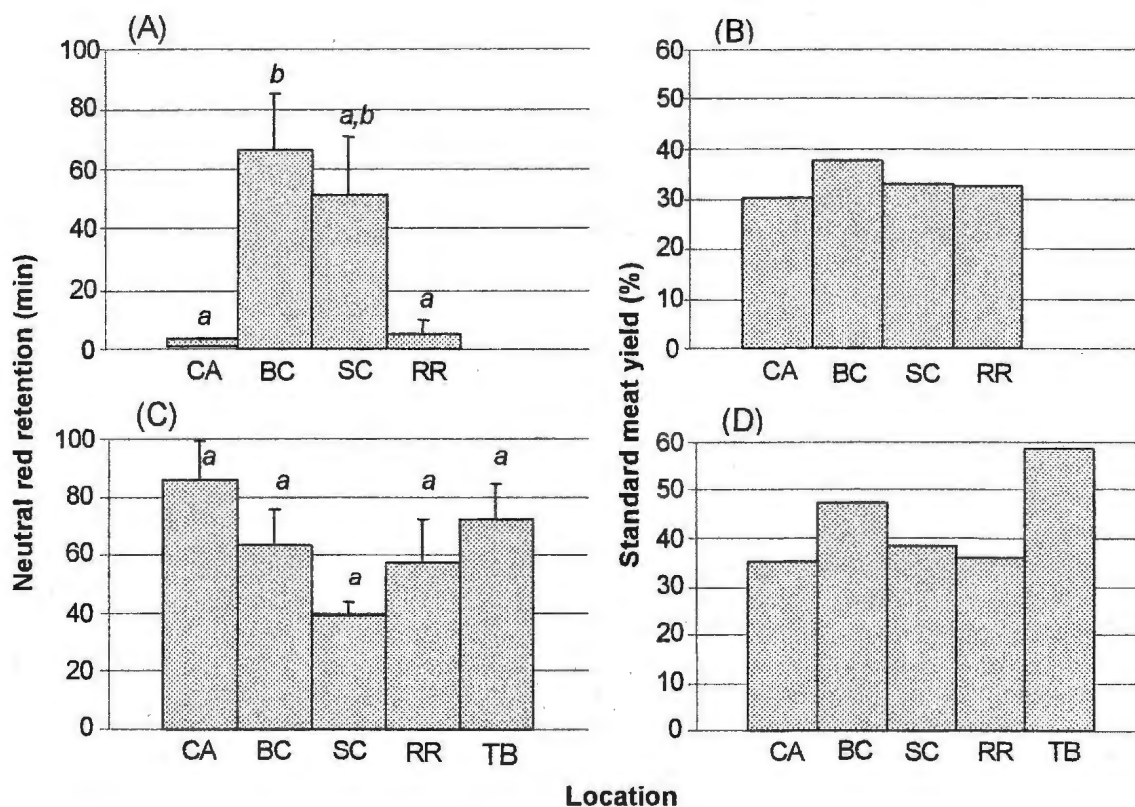 (A)
100
80
60
40
20
0
b
a,b
a
a
CA BC SC RR
(B)
60
50
40
30
20
10
0
CA BC SC RR
Neutral red retention (min)
Standard meat yield (%)
(C)
100
80
60
40
20
0
a
a
a
a
a
CA BC SC RR TB
(D)
60
50
40
30
20
10
0
CA BC SC RR TB
Location